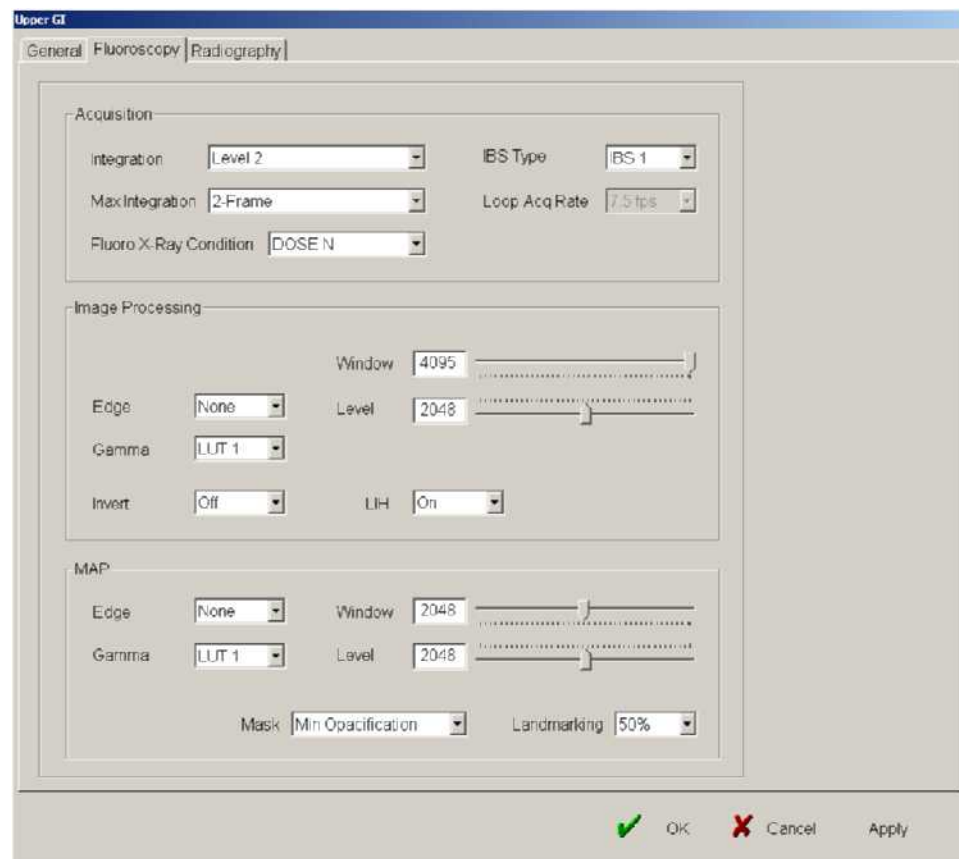 Upper GI
General Fluoroscopy Radiography
Acquisition
Integration Level 2 IBS Type IBS 1
Max Integration 2-Frame Loop Acq Rate 7.5 fps
Fluoro X-Ray Condition DOSE N
Image Processing
Window 4095
Edge None Level 2048
Gamma LUT 1
Invert Off LIH On
MAP
Edge None Window 2048
Gamma LUT 1 Level 2048
Mask Min Opacification Landmarking 50%
OK Cancel Apply